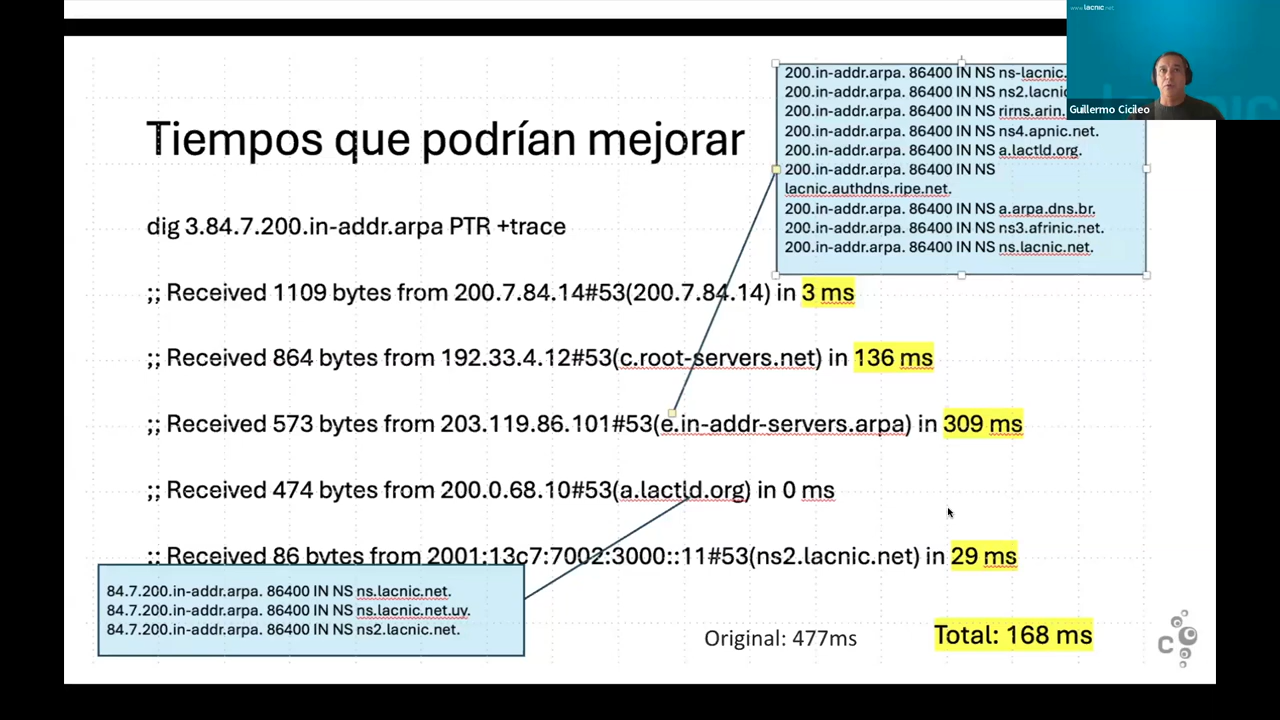 www.lacnic.net
Guillermo Cicileo
200.in-addr.arpa. 86400 IN NS ns-lacnic.
200.in-addr.arpa. 86400 IN NS ns2.lacnic
200.in-addr.arpa. 86400 IN NS rirns.arin.
200.in-addr.arpa. 86400 IN NS ns4.apnic.net.
200.in-addr.arpa. 86400 IN NS a.lactld.org.
200.in-addr.arpa. 86400 IN NS
lacnic.authdns.ripe.net.
200.in-addr.arpa. 86400 IN NS a.arpa.dns.br.
200.in-addr.arpa. 86400 IN NS ns3.afrinic.net.
200.in-addr.arpa. 86400 IN NS ns.lacnic.net.
Tiempos que podrían mejorar
dig 3.84.7.200.in-addr.arpa PTR +trace
;; Received 1109 bytes from 200.7.84.14#53(200.7.84.14) in 3 ms
;; Received 864 bytes from 192.33.4.12#53(c.root-servers.net) in 136 ms
;; Received 573 bytes from 203.119.86.101#53(e.in-addr-servers.arpa) in 309 ms
;; Received 474 bytes from 200.0.68.10#53(a.lactld.org) in 0 ms
;; Received 86 bytes from 2001:13c7:7002:3000::11#53(ns2.lacnic.net) in 29 ms
84.7.200.in-addr.arpa. 86400 IN NS ns.lacnic.net.
84.7.200.in-addr.arpa. 86400 IN NS ns.lacnic.net.uy.
84.7.200.in-addr.arpa. 86400 IN NS ns2.lacnic.net.
Original: 477ms
Total: 168 ms